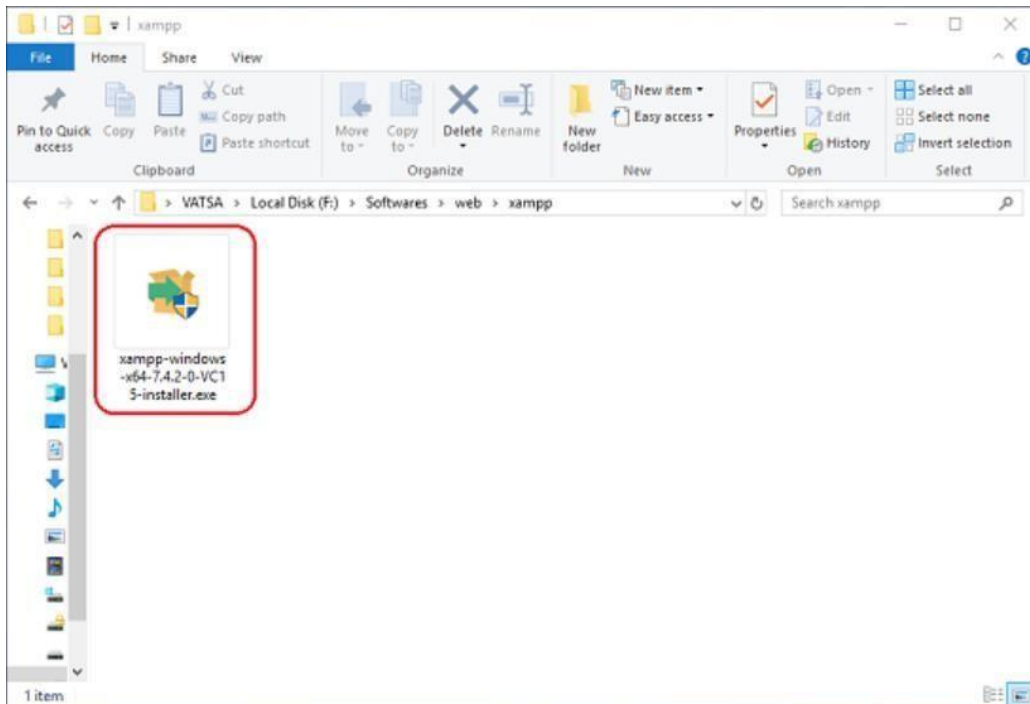 xampp
File Home Share View
Pin to Quick access
Copy
Paste
Cut
Copy path
Paste shortcut
Clipboard
Move to
Copy to
Delete
Rename
Organize
New folder
New item
Easy access
New
Properties
Open
Edit
History
Open
Select all
Select none
Invert selection
Select
VATSA > Local Disk (F:) > Softwares > web > xampp
Search xampp
xampp-windows
-x64-7.4.2-0-VC1
5-installer.exe
1 item